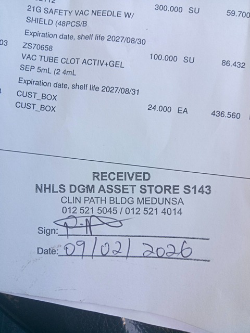 21G SAFETY VAC NEEDLE W/ 300.000 SU 59.700
SHIELD (48PCS/B
Expiration date, shelf life 2027/08/30
03 ZS70658
VAC TUBE CLOT ACTIV+GEL 100.000 SU 86.432
SEP 5mL (2 4mL
Expiration date, shelf life 2027/08/31
CUST_BOX
CUST_BOX 24.000 EA 436.560
RECEIVED
NHLS DGM ASSET STORE S143
CLIN PATH BLDG MEDUNSA
012 521 5045 / 012 521 4014
Sign:
Date: 09/02/2026